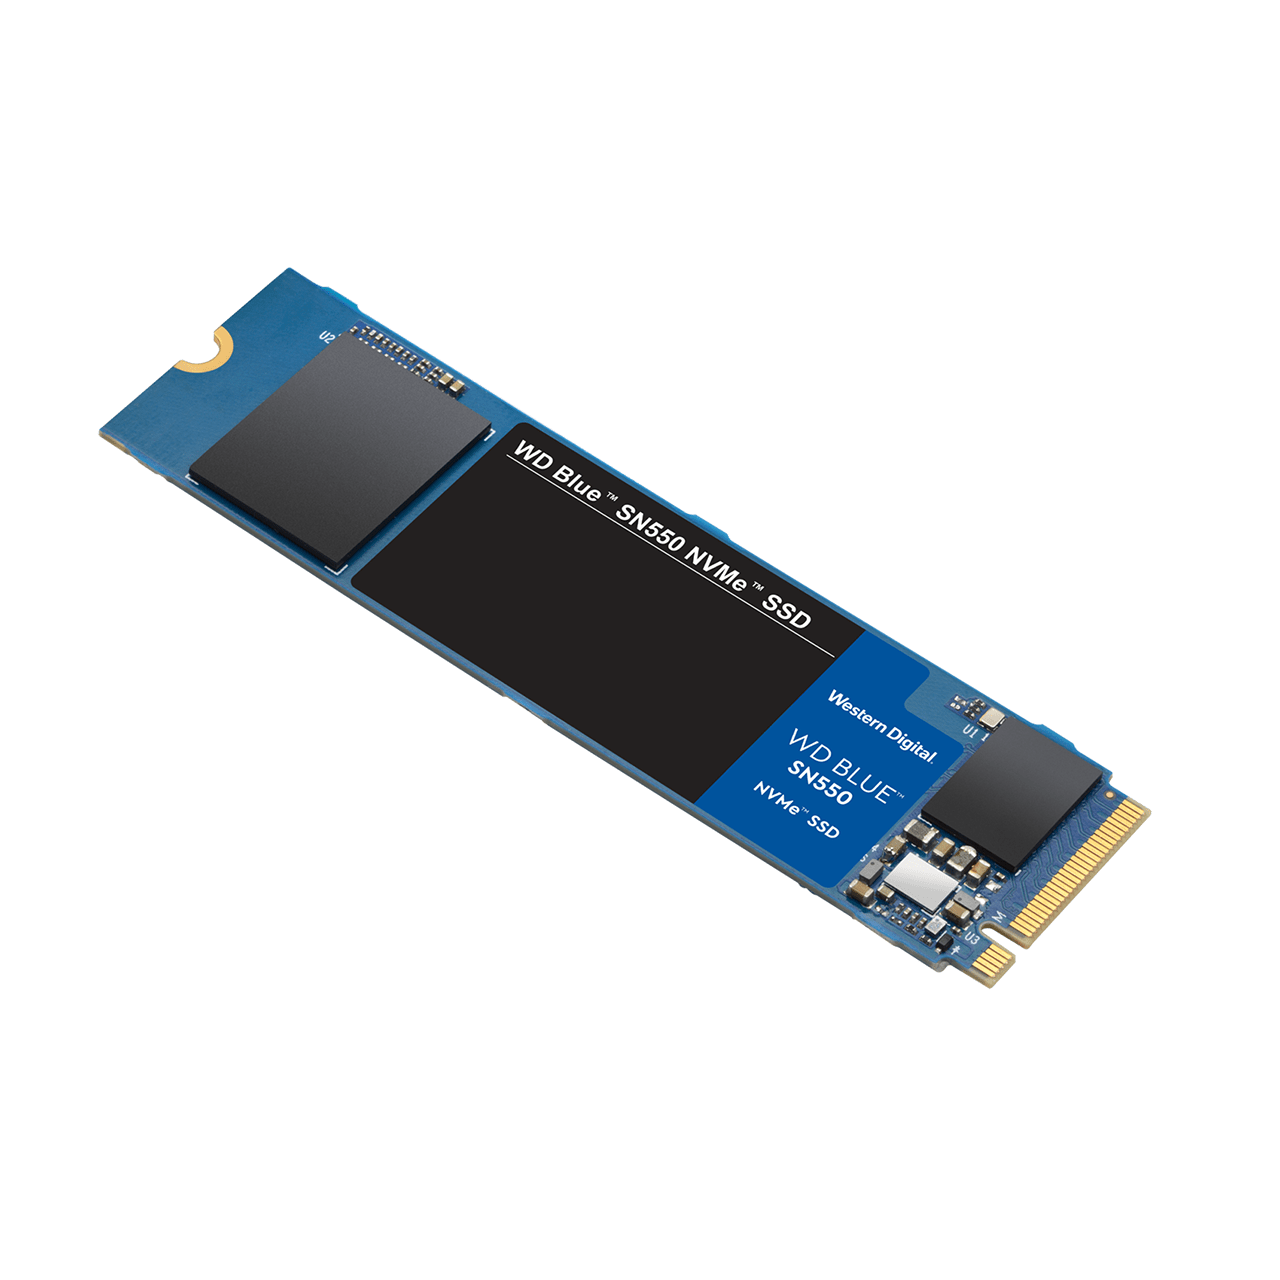 U2
WD Blue™ SN550 NVMe™ SSD
Western Digital.
WD BLUE™
SN550
NVMe™ SSD
U1
U3
M